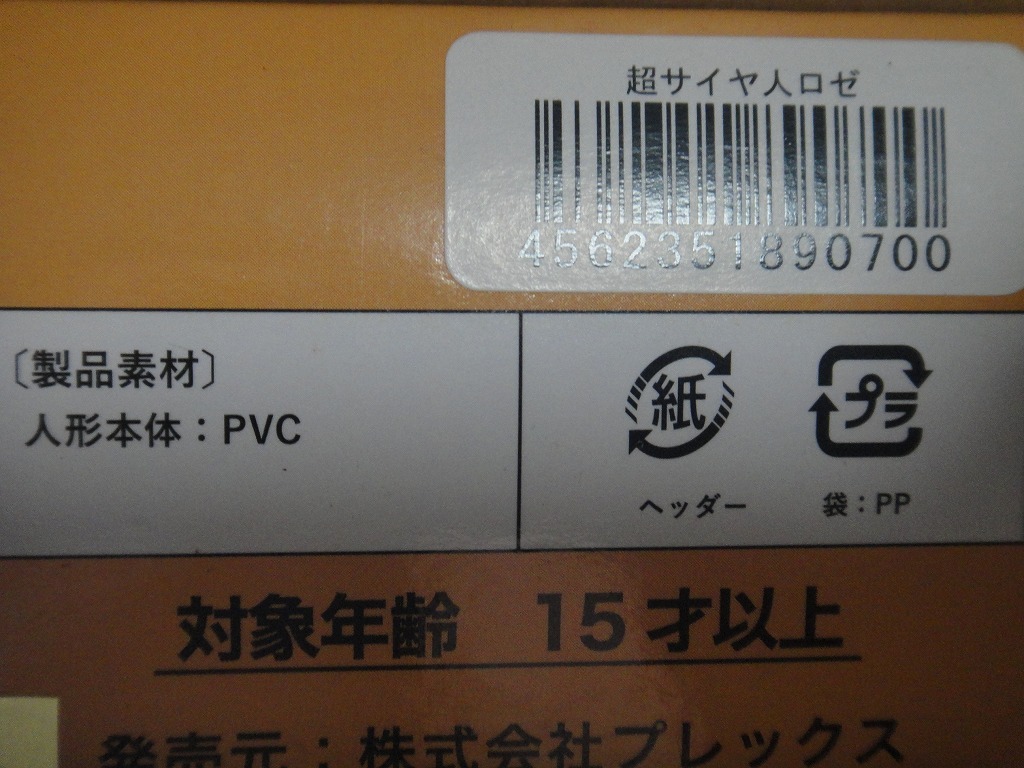 超サイヤ人ロゼ
4562351890700
〔製品素材〕
人形本体：PVC
紙
プラ
ヘッダー
袋：PP
対象年齢 15才以上
発売元：株式会社プレックス